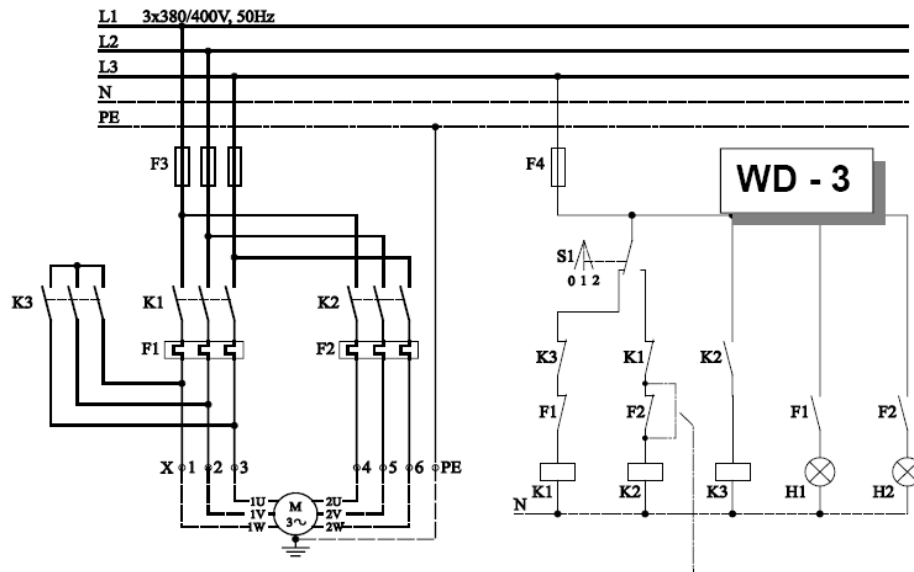 L1 3x380/400V, 50Hz
L2
L3
N
PE
F3
F4
WD - 3
S1
0 1 2
K3
K1
K2
K3
K1
K2
F1
F2
F1
F2
F1
F2
X 1 2 3 4 5 6 PE
K1
K2
K3
H1
H2
1U
M
2U
1V
3~
2V
1W
2W
N